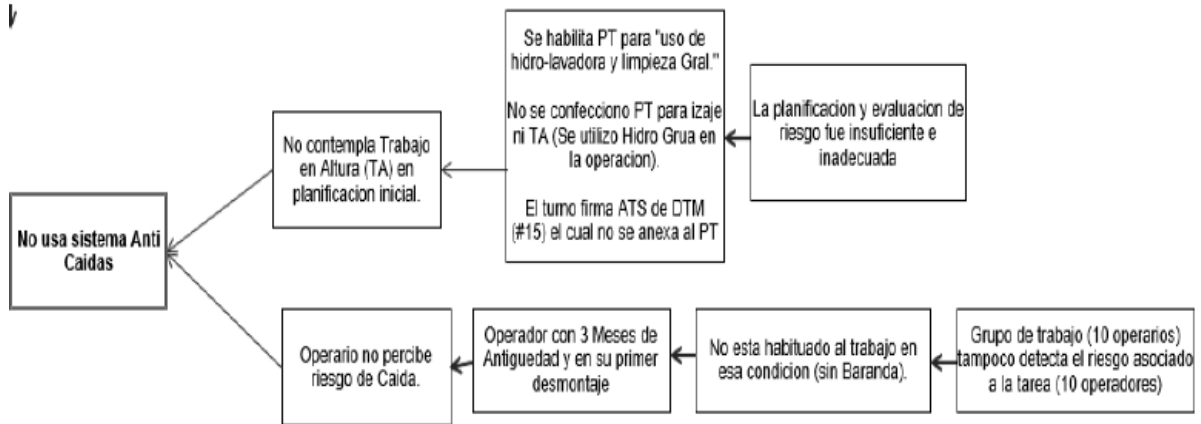 No usa sistema Anti
Caidas
No contempla Trabajo
en Altura (TA) en
planificacion inicial.
Se habilita PT para "uso de
hidro-lavadora y limpieza Gral."
No se confecciono PT para izaje
ni TA (Se utilizo Hidro Grua en
la operacion).
El turno firma ATS de DTM
(#15) el cual no se anexa al PT
La planificacion y evaluacion de
riesgo fue insuficiente e
inadecuada
Operario no percibe
riesgo de Caida.
Operador con 3 Meses de
Antiguedad y en su primer
desmontaje
No esta habituado al trabajo en
esa condicion (sin Baranda).
Grupo de trabajo (10 operarios)
tampoco detecta el riesgo asociado
a la tarea (10 operadores)